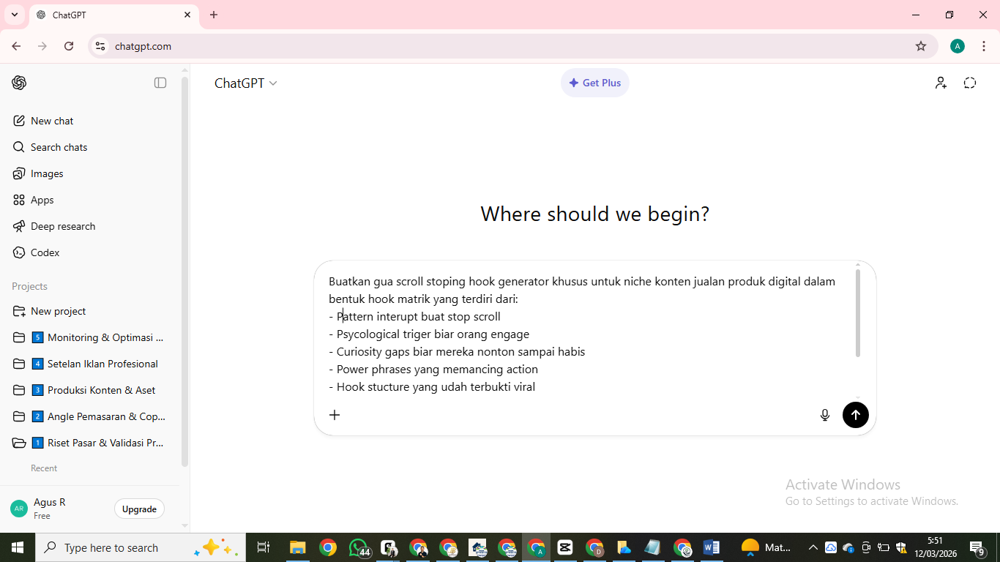 ChatGPT
chatgpt.com
A
ChatGPT
Get Plus
New chat
Search chats
Images
Apps
Deep research
Codex
Projects
New project
5 Monitoring & Optimasi ...
4 Setelan Iklan Profesional
3 Produksi Konten & Aset
2 Angle Pemasaran & Cop...
1 Riset Pasar & Validasi Pr...
Recent
AR
Agus R
Free
Upgrade
Where should we begin?
Buatkan gua scroll stoping hook generator khusus untuk niche konten jualan produk digital dalam
bentuk hook matrik yang terdiri dari:
- Pattern interupt buat stop scroll
- Psycological triger biar orang engage
- Curiosity gaps biar mereka nonton sampai habis
- Power phrases yang memancing action
- Hook stucture yang udah terbukti viral
Activate Windows
Go to Settings to activate Windows.
Type here to search
44
A
D
W
Mat...
5:51
12/03/2026
9